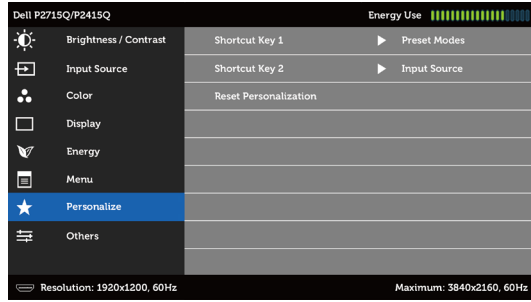 Dell P2715Q/P2415Q Energy Use
Brightness / Contrast Shortcut Key 1 Preset Modes
Input Source Shortcut Key 2 Input Source
Color Reset Personalization
Display
Energy
Menu
Personalize
Others
Resolution: 1920x1200, 60Hz Maximum: 3840x2160, 60Hz